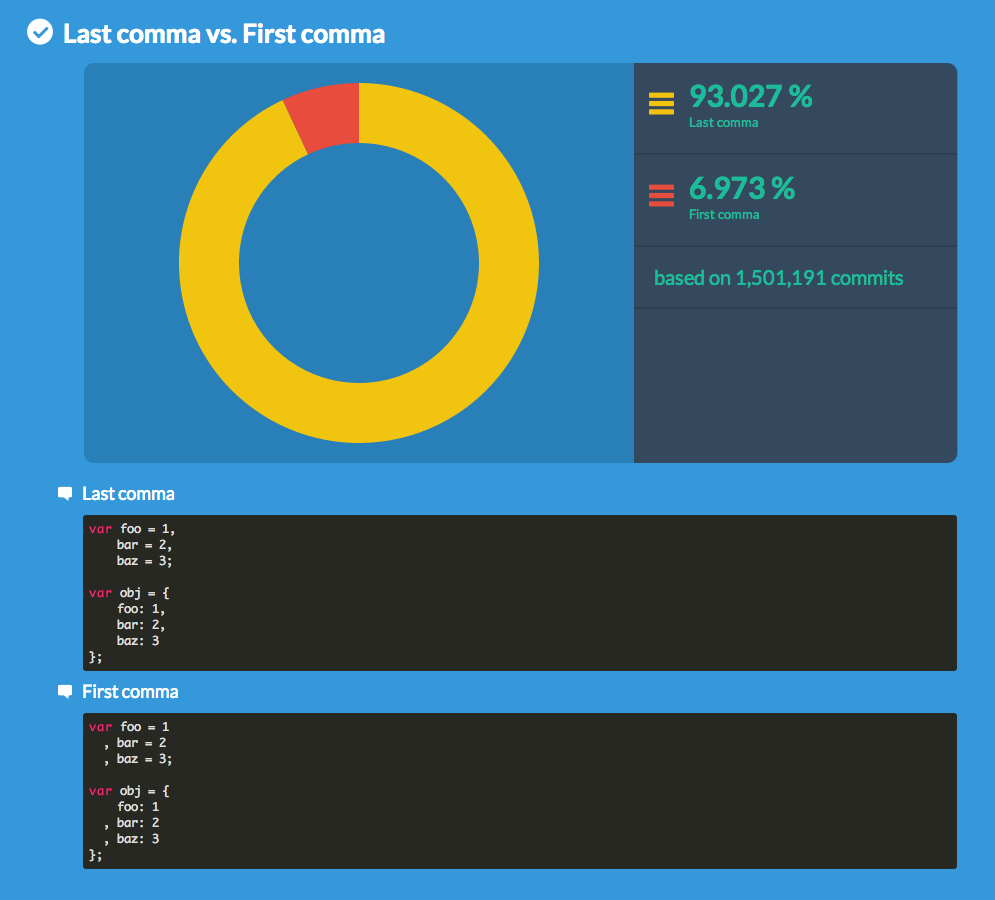 Last comma vs. First comma
93.027 %
Last comma
6.973 %
First comma
based on 1,501,191 commits
Last comma
var foo = 1,
    bar = 2,
    baz = 3;

var obj = {
    foo: 1,
    bar: 2,
    baz: 3
};
First comma
var foo = 1
  , bar = 2
  , baz = 3;

var obj = {
    foo: 1
  , bar: 2
  , baz: 3
};